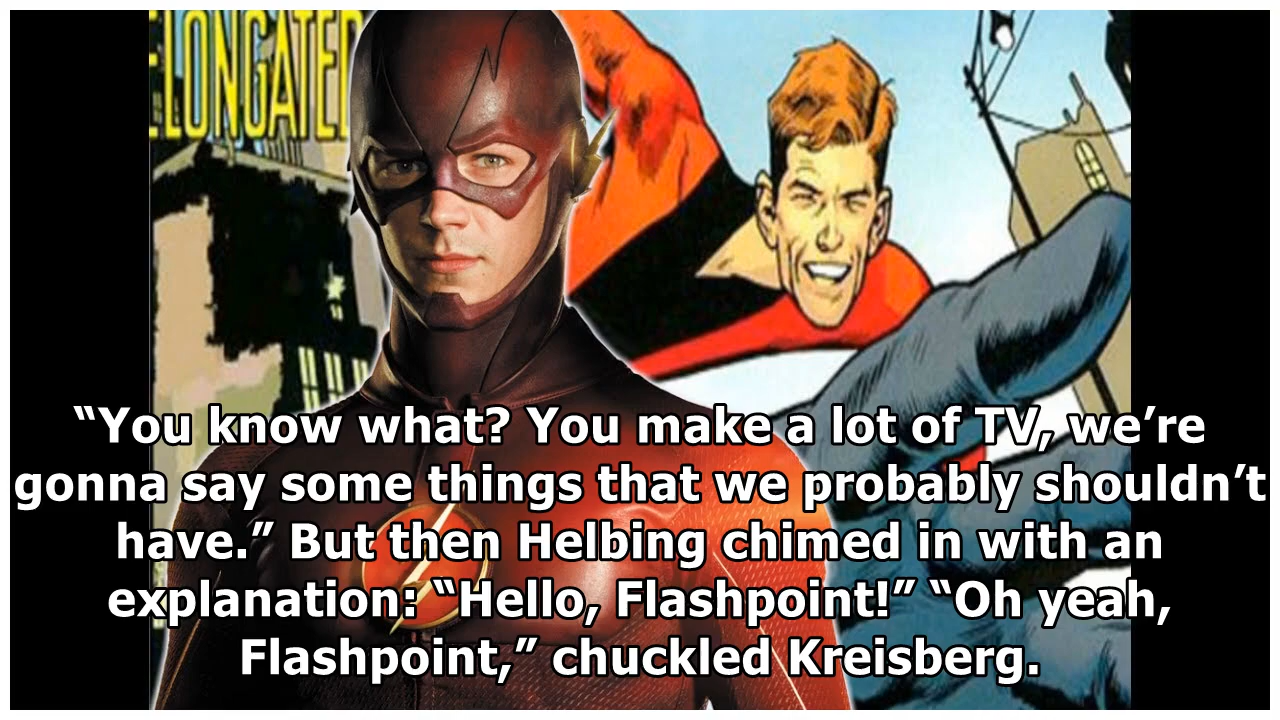 ELONGATED
“You know what? You make a lot of TV, we’re
gonna say some things that we probably shouldn’t
have.” But then Helbing chimed in with an
explanation: “Hello, Flashpoint!” “Oh yeah,
Flashpoint,” chuckled Kreisberg.